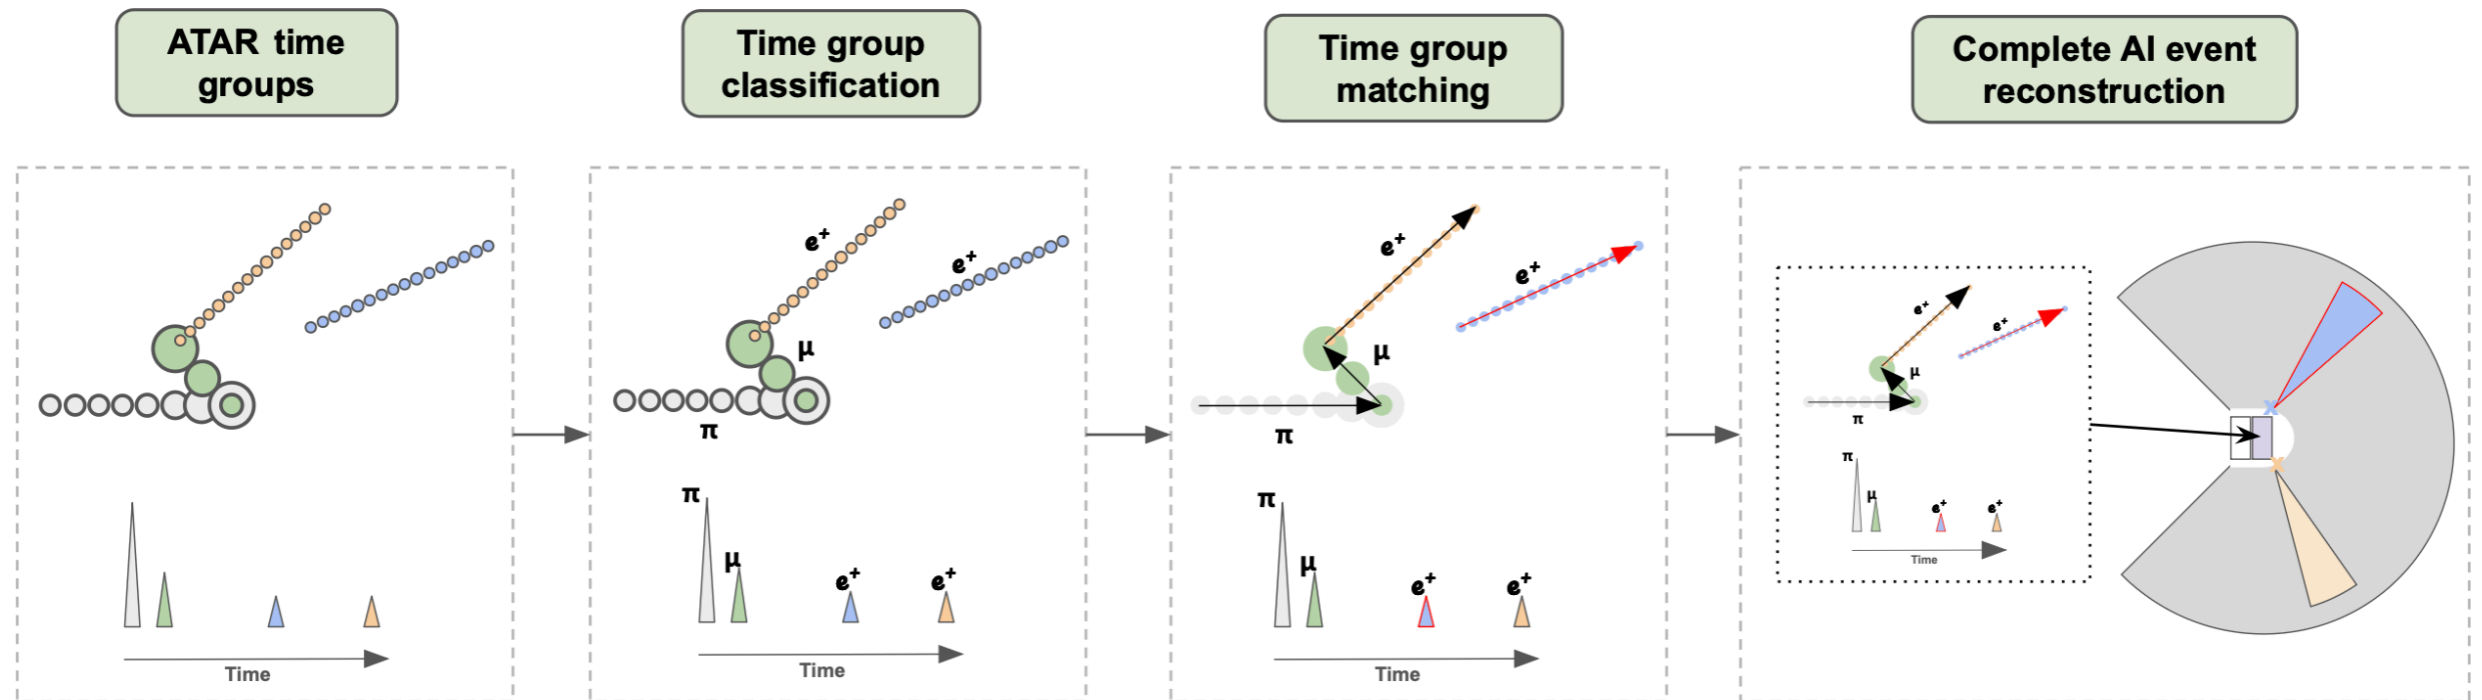 ATAR time
groups
Time group
classification
Time group
matching
Complete AI event
reconstruction
e⁺
e⁺
μ
π
π
μ
e⁺
e⁺
e⁺
e⁺
μ
π
π
μ
e⁺
e⁺
e⁺
e⁺
μ
π
π
μ
e⁺
e⁺
Time
Time
Time
Time
x
x